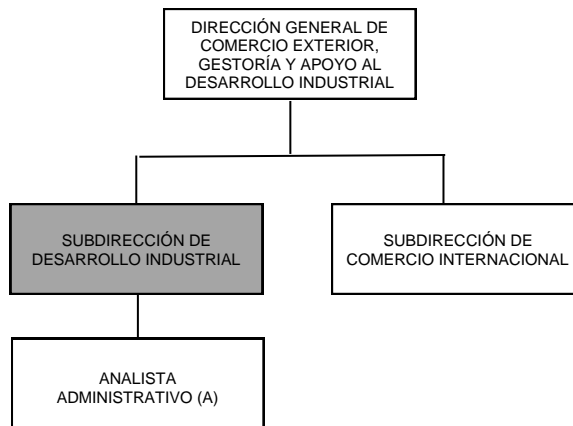 DIRECCIÓN GENERAL DE
COMERCIO EXTERIOR,
GESTORÍA Y APOYO AL
DESARROLLO INDUSTRIAL
SUBDIRECCIÓN DE
DESARROLLO INDUSTRIAL
SUBDIRECCIÓN DE
COMERCIO INTERNACIONAL
ANALISTA
ADMINISTRATIVO (A)